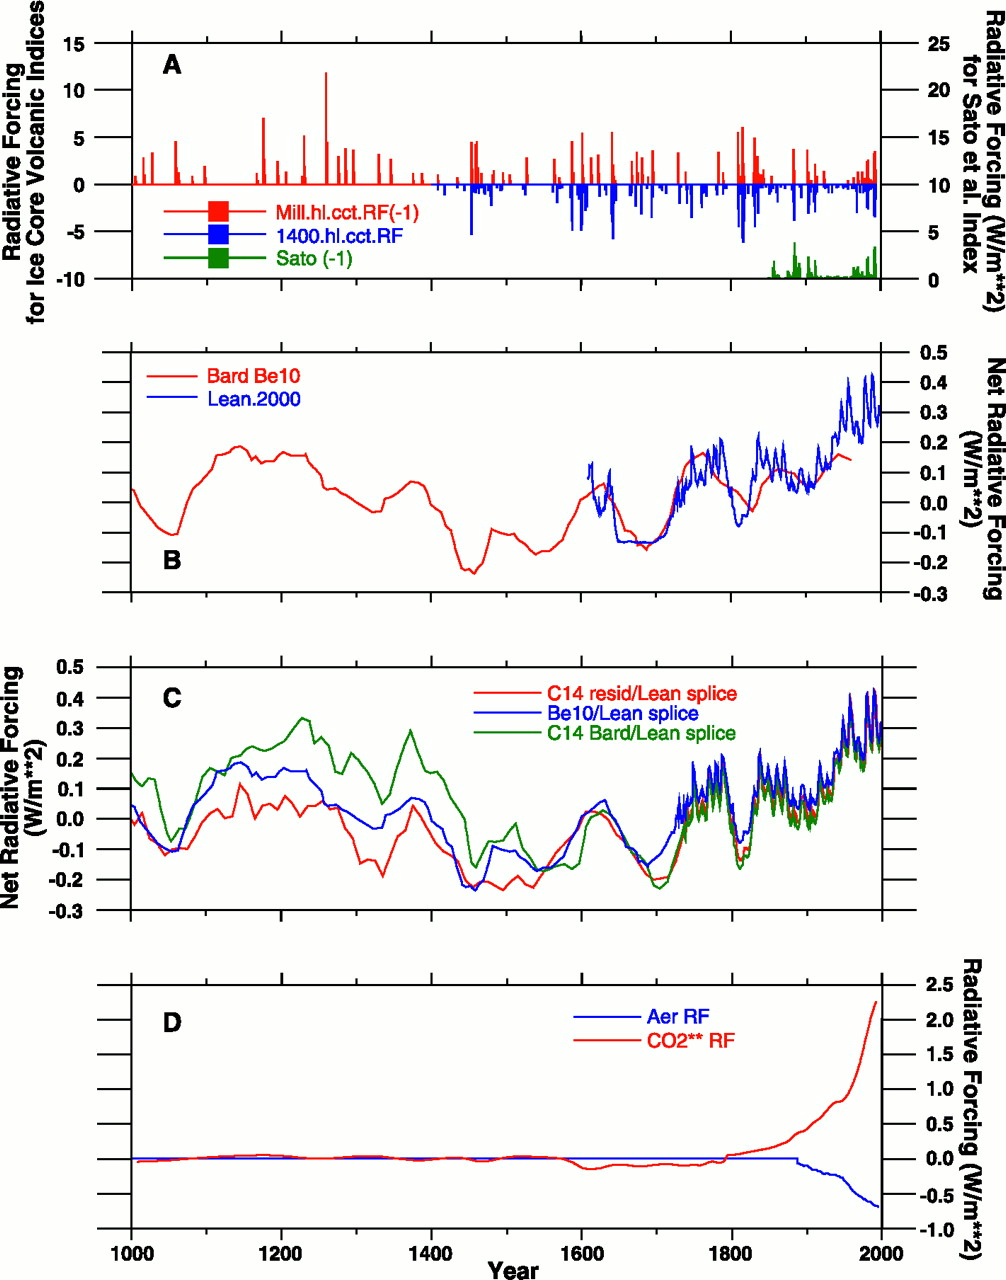 Radiative Forcing
for Ice Core Volcanic Indices
15
10
5
0
-5
-10
A
Mill.hl.cct.RF(-1)
1400.hl.cct.RF
Sato (-1)
25
20
15
10
5
0
Radiative Forcing (W/m**2)
for Sato et al. Index
Bard Be10
Lean.2000
B
0.5
0.4
0.3
0.2
0.1
0.0
-0.1
-0.2
-0.3
Net Radiative Forcing
(W/m**2)
Net Radiative Forcing
(W/m**2)
0.5
0.4
0.3
0.2
0.1
0.0
-0.1
-0.2
-0.3
C
C14 resid/Lean splice
Be10/Lean splice
C14 Bard/Lean splice
D
Aer RF
CO2** RF
2.5
2.0
1.5
1.0
0.5
0.0
-0.5
-1.0
Radiative Forcing (W/m**2)
1000 1200 1400 1600 1800 2000
Year